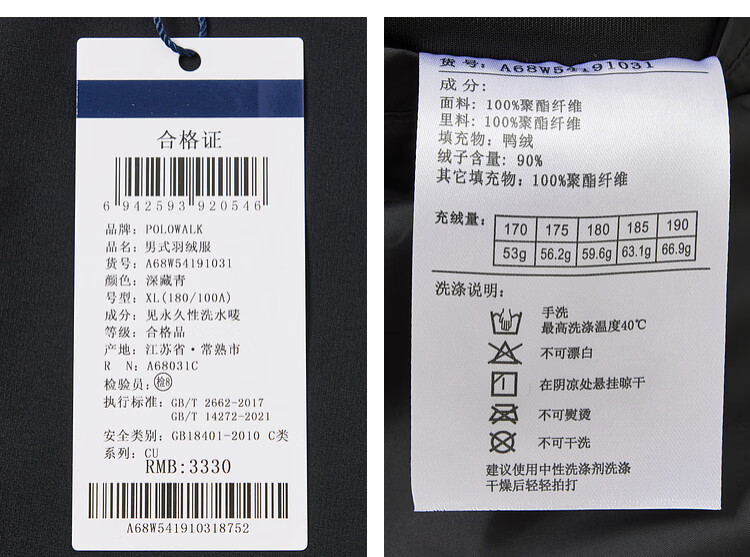 合格证
6 942593 920546
品牌: POLOWALK
品名: 男式羽绒服
货号: A68W54191031
颜色: 深藏青
号型: XL(180/100A)
成分: 见永久性洗水唛
等级: 合格品
产地: 江苏省·常熟市
R N: A68031C
检验员: 检8
执行标准: GB/T 2662-2017
GB/T 14272-2021
安全类别: GB18401-2010 C类
系列: CU
RMB:3330
A68W541910318752
货号: A68W54191031
成分:
面料: 100%聚酯纤维
里料: 100%聚酯纤维
填充物: 鸭绒
绒子含量: 90%
其它填充物: 100%聚酯纤维
充绒量: 170 175 180 185 190
53g 56.2g 59.6g 63.1g 66.9g
洗涤说明:
手洗
最高洗涤温度40℃
不可漂白
在阴凉处悬挂晾干
不可熨烫
不可干洗
建议使用中性洗涤剂洗涤
干燥后轻轻拍打